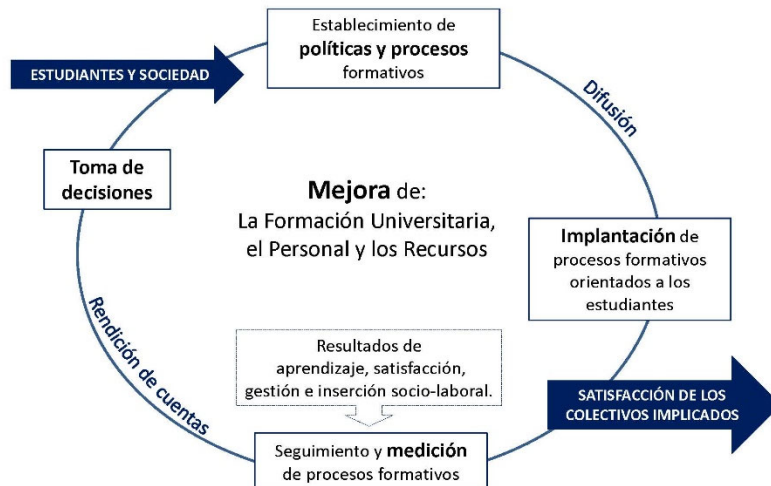 Establecimiento de
políticas y procesos
formativos
ESTUDIANTES Y SOCIEDAD
Difusión
Toma de
decisiones
Mejora de:
La Formación Universitaria,
el Personal y los Recursos
Implantación de
procesos formativos
orientados a los
estudiantes
Rendición de cuentas
Resultados de
aprendizaje, satisfacción,
gestión e inserción socio-laboral.
SATISFACCIÓN DE LOS
COLECTIVOS IMPLICADOS
Seguimiento y medición
de procesos formativos